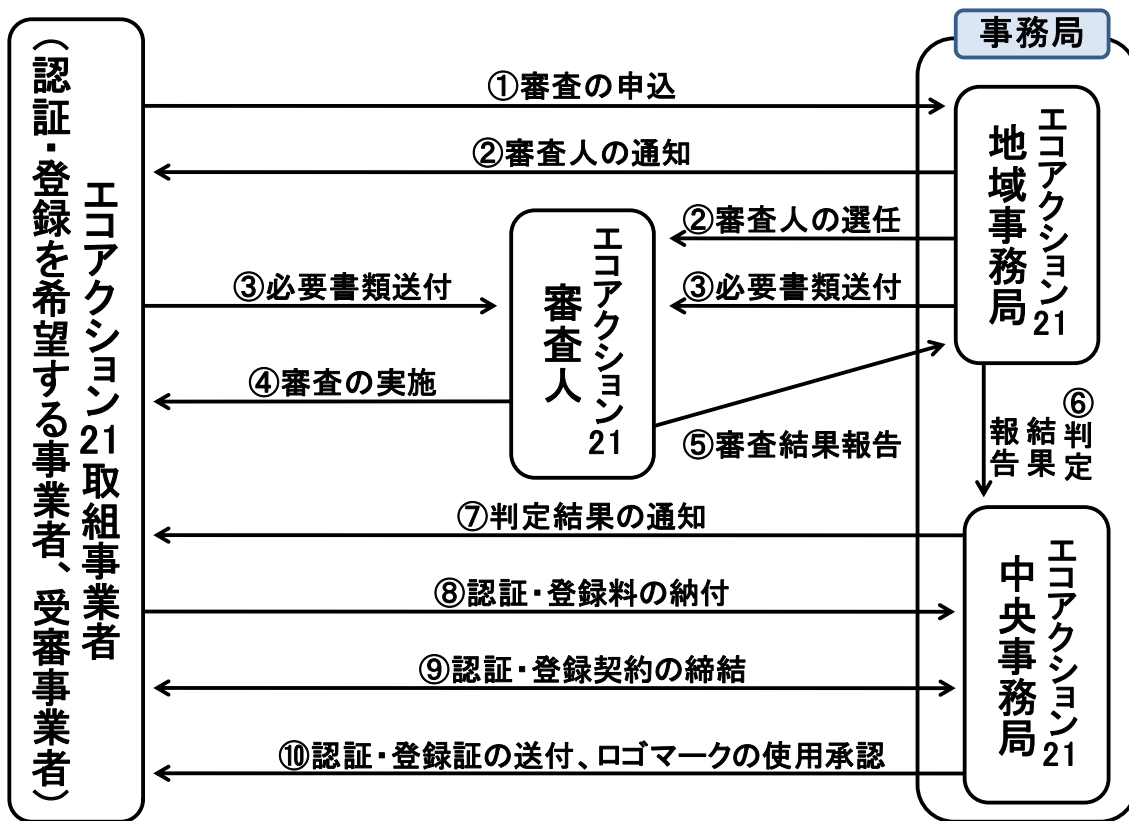 事務局
①審査の申込
②審査人の通知
②審査人の選任
③必要書類送付
③必要書類送付
④審査の実施
⑤審査結果報告
⑥判定
結果
報告
⑦判定結果の通知
⑧認証・登録料の納付
⑨認証・登録契約の締結
⑩認証・登録証の送付、ロゴマークの使用承認
エコアクション21取組事業者
（認証・登録を希望する事業者、受審事業者）
エコアクション21
審査人
エコアクション21
地域事務局
エコアクション21
中央事務局